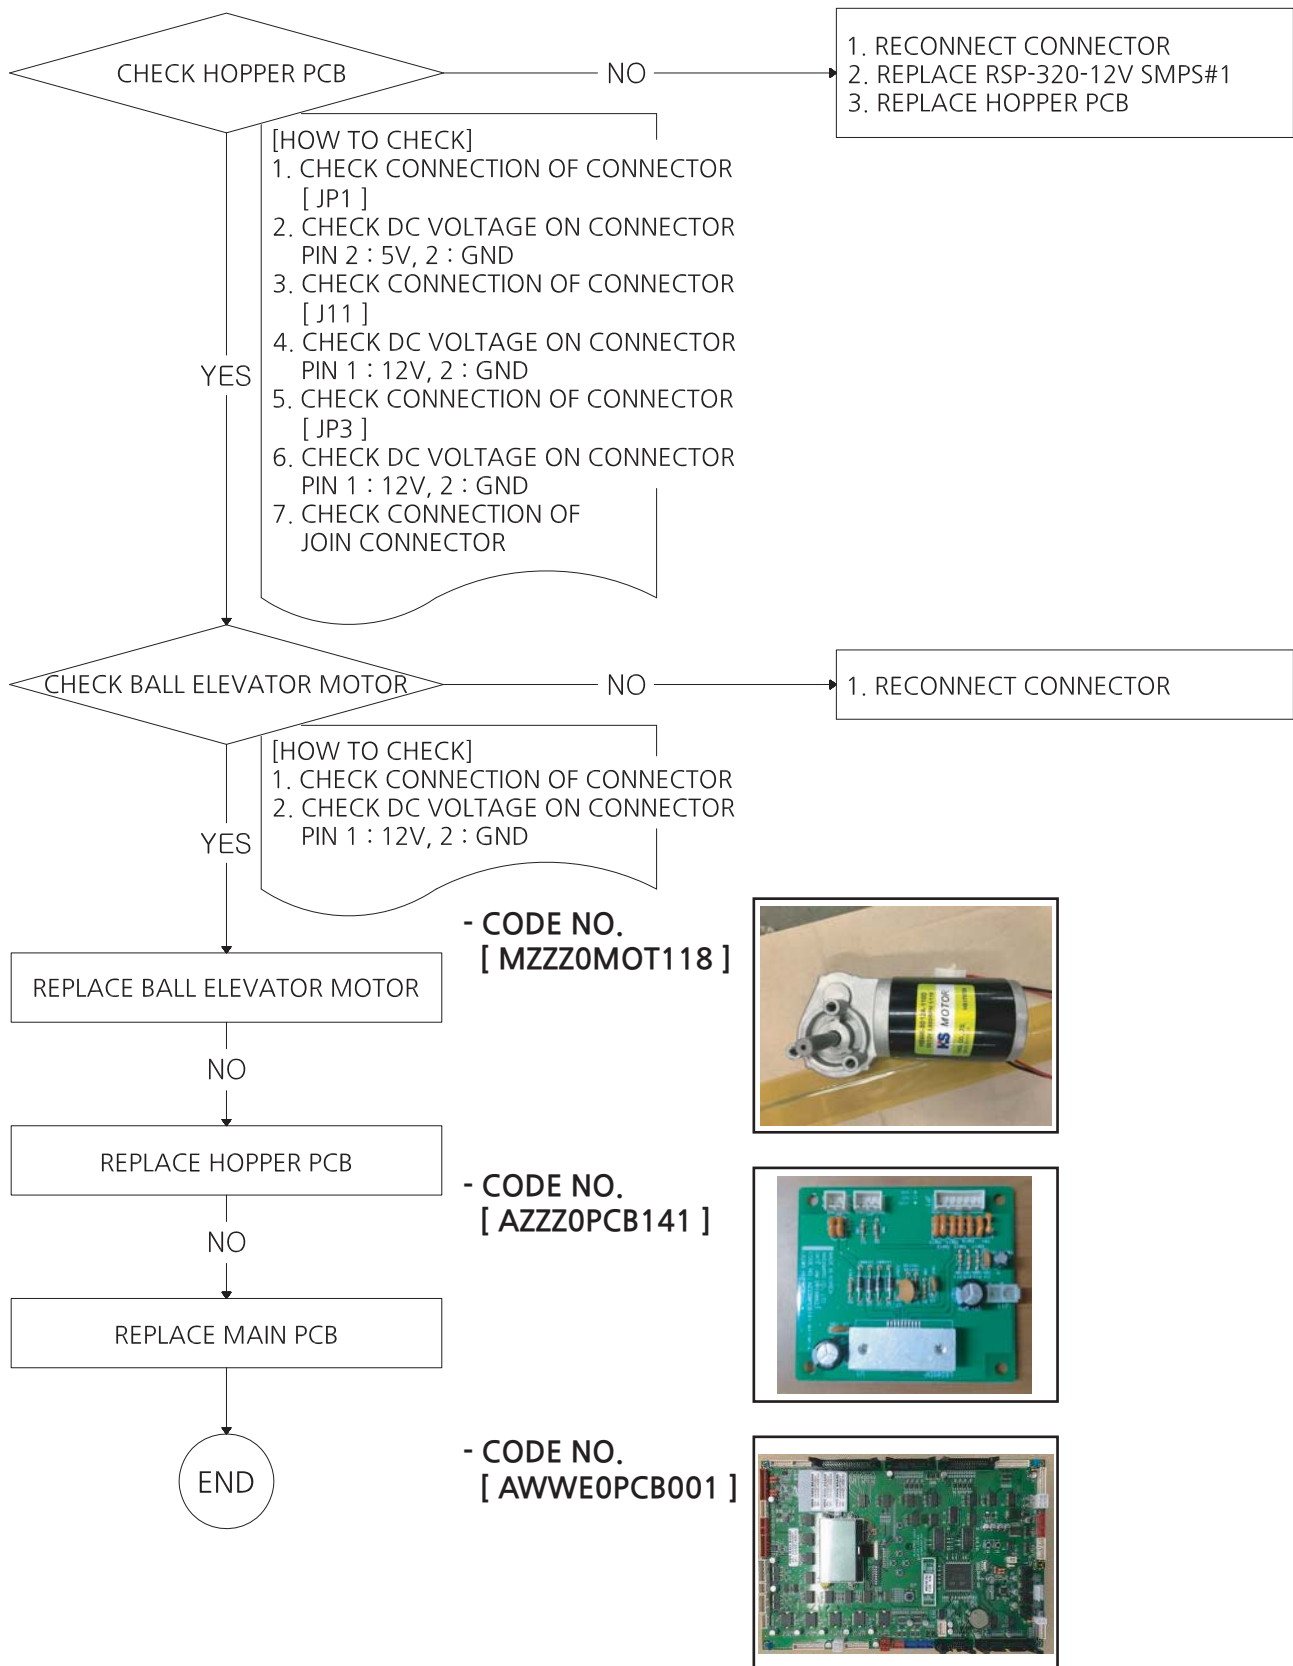 CHECK HOPPER PCB
NO
1. RECONNECT CONNECTOR
2. REPLACE RSP-320-12V SMPS#1
3. REPLACE HOPPER PCB
[HOW TO CHECK]
1. CHECK CONNECTION OF CONNECTOR
[ JP1 ]
2. CHECK DC VOLTAGE ON CONNECTOR
PIN 2 : 5V, 2 : GND
3. CHECK CONNECTION OF CONNECTOR
[ J11 ]
4. CHECK DC VOLTAGE ON CONNECTOR
PIN 1 : 12V, 2 : GND
5. CHECK CONNECTION OF CONNECTOR
[ JP3 ]
6. CHECK DC VOLTAGE ON CONNECTOR
PIN 1 : 12V, 2 : GND
7. CHECK CONNECTION OF
JOIN CONNECTOR
YES
CHECK BALL ELEVATOR MOTOR
NO
1. RECONNECT CONNECTOR
[HOW TO CHECK]
1. CHECK CONNECTION OF CONNECTOR
2. CHECK DC VOLTAGE ON CONNECTOR
PIN 1 : 12V, 2 : GND
YES
REPLACE BALL ELEVATOR MOTOR
- CODE NO.
[ MZZZ0MOT118 ]
MOTOR
NO
REPLACE HOPPER PCB
- CODE NO.
[ AZZZ0PCB141 ]
NO
REPLACE MAIN PCB
END
- CODE NO.
[ AWWE0PCB001 ]